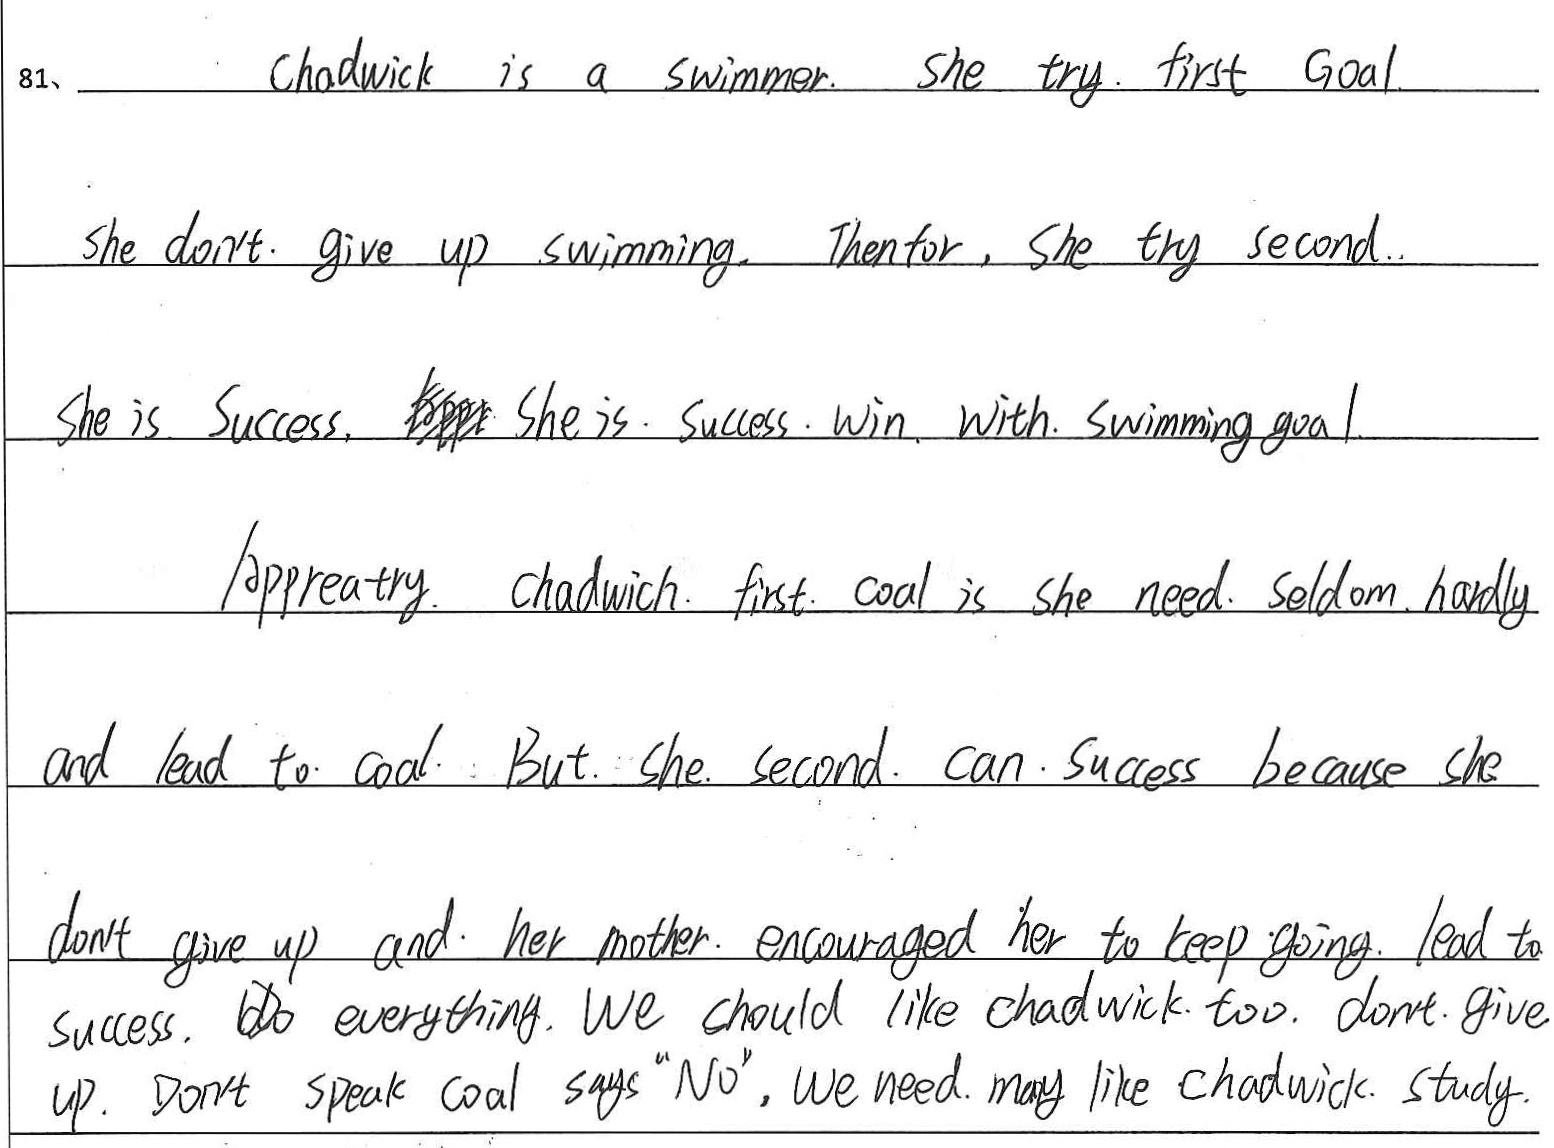 81、 Chadwick is a swimmer. She try. first Goal.
She don't. give up swimming. Thenfor, She try second..
She is Success. She is. Success. win. with. swimming goal.
Chadwich. first. coal is she need. seldom. hardly
and lead to. coal. But. she. second. can. success because she
don't give up and. her mother. encouraged her to keep going. lead to
success. Do everything. We should like chadwick. too. don't. give
up. Don't speak coal says "No", we need. may like chadwick. study.